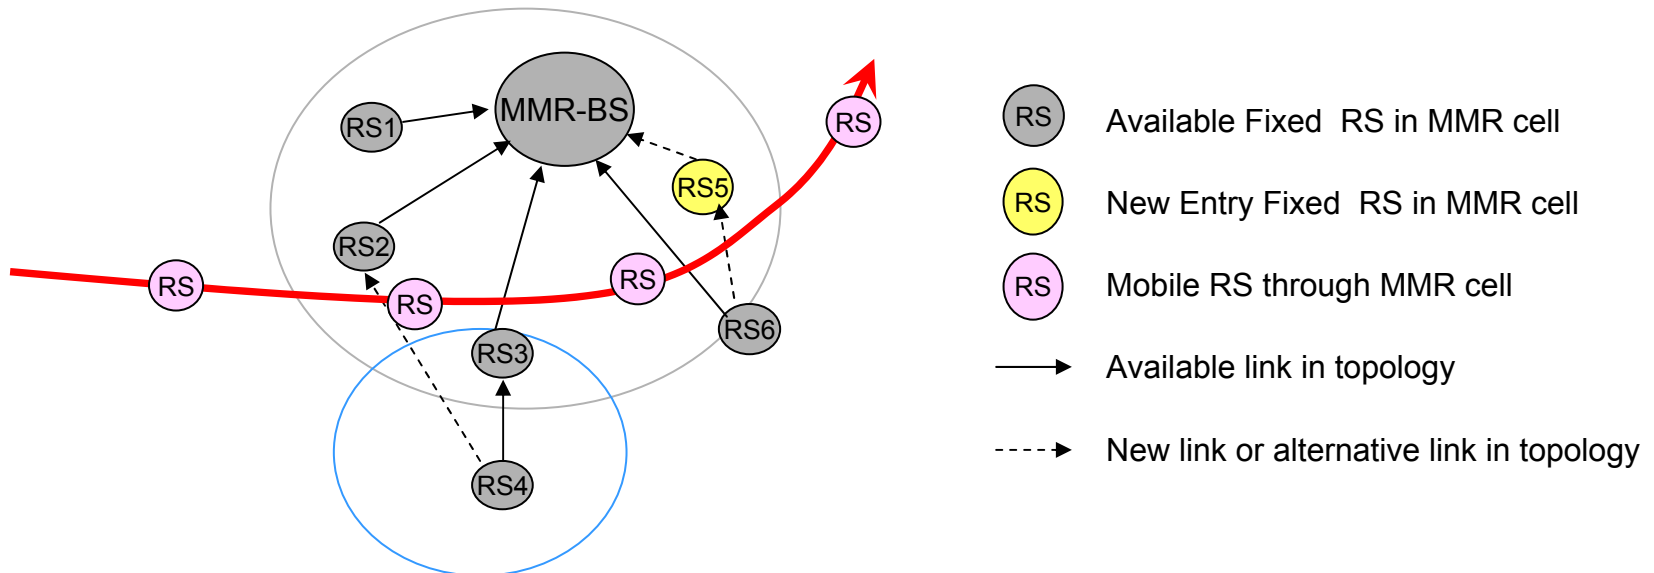 MMR-BS
RS1
RS5
RS2
RS
RS
RS
RS
RS3
RS6
RS4
RS Available Fixed RS in MMR cell
RS New Entry Fixed RS in MMR cell
RS Mobile RS through MMR cell
Available link in topology
New link or alternative link in topology